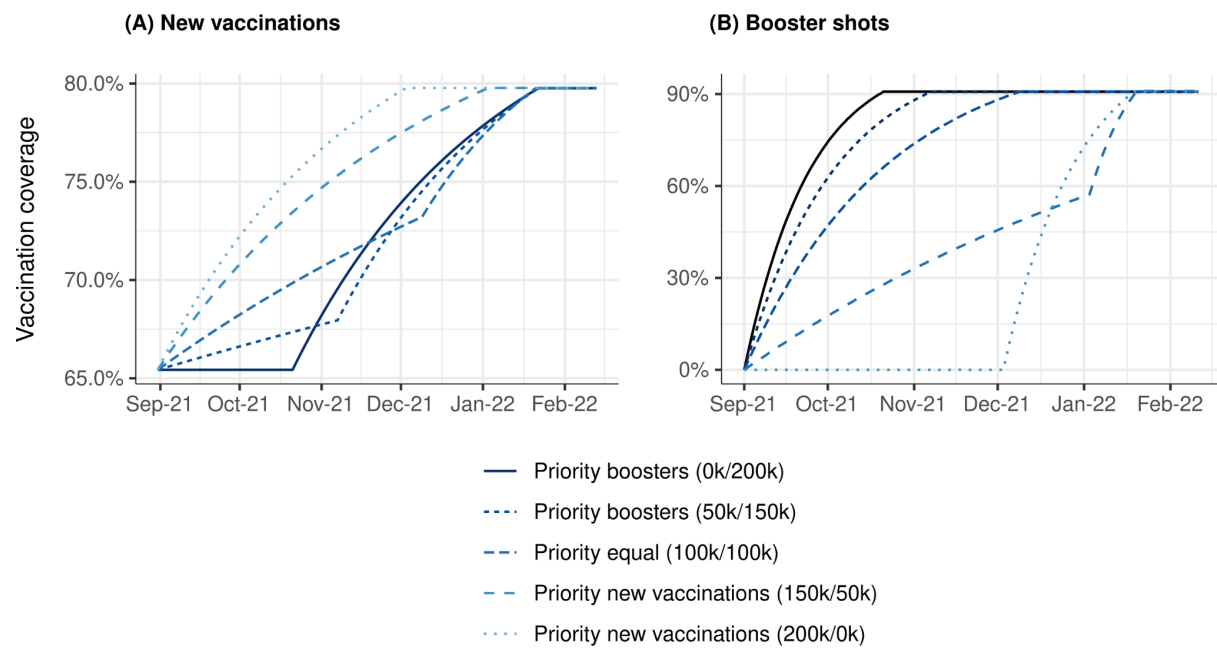 (A) New vaccinations
(B) Booster shots
Vaccination coverage
80.0%
75.0%
70.0%
65.0%
Sep-21 Oct-21 Nov-21 Dec-21 Jan-22 Feb-22
90%
60%
30%
0%
Sep-21 Oct-21 Nov-21 Dec-21 Jan-22 Feb-22
Priority boosters (0k/200k)
Priority boosters (50k/150k)
Priority equal (100k/100k)
Priority new vaccinations (150k/50k)
Priority new vaccinations (200k/0k)